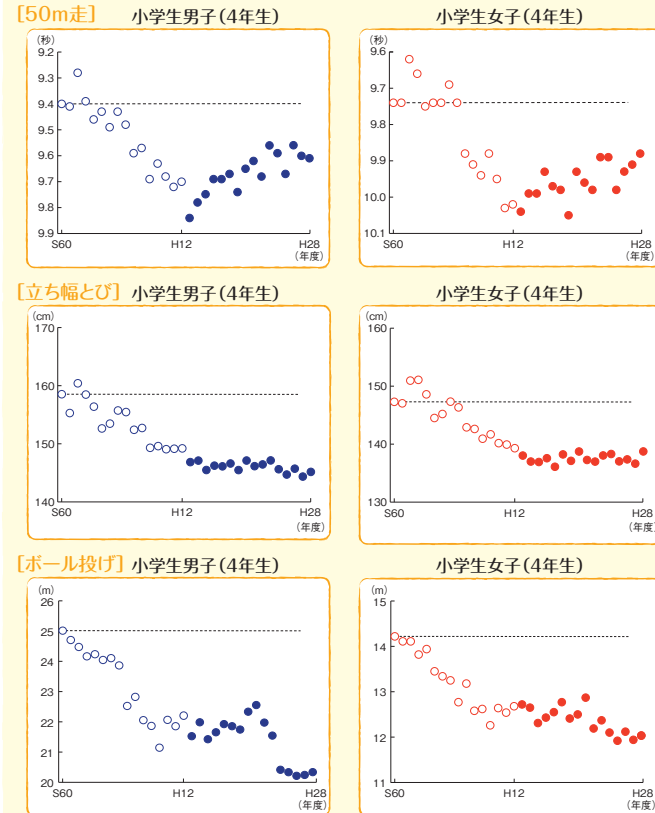 [50m走] 小学生男子(4年生) 小学生女子(4年生)
(秒)
9.2
9.3
9.4
9.5
9.6
9.7
9.8
9.9
S60 H12 H28
(年度)
(秒)
9.6
9.7
9.8
9.9
10.0
10.1
S60 H12 H28
(年度)
[立ち幅とび] 小学生男子(4年生) 小学生女子(4年生)
(cm)
170
160
150
140
S60 H12 H28
(年度)
(cm)
160
150
140
130
S60 H12 H28
(年度)
[ボール投げ] 小学生男子(4年生) 小学生女子(4年生)
(m)
26
25
24
23
22
21
20
S60 H12 H28
(年度)
(m)
15
14
13
12
11
S60 H12 H28
(年度)